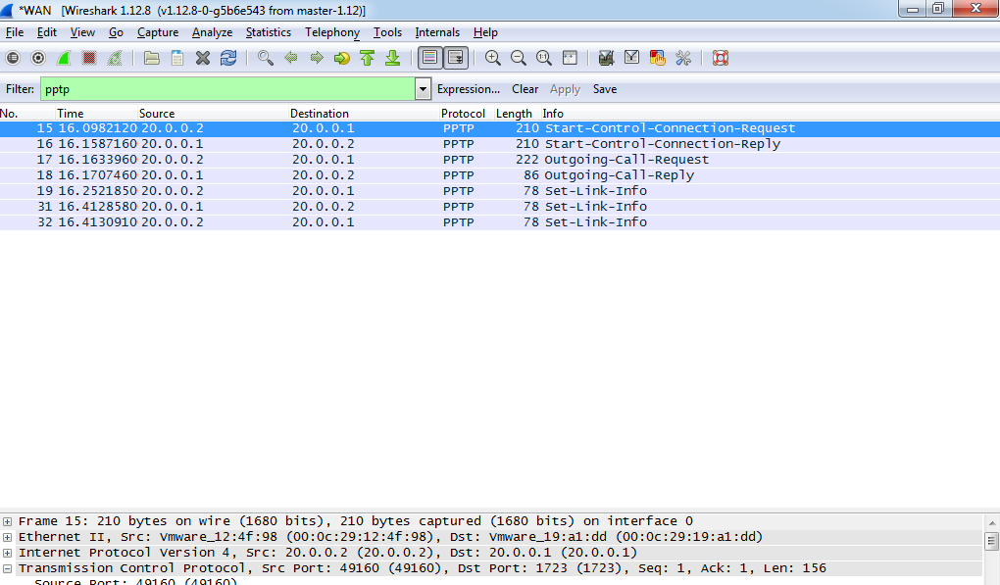 *WAN   [Wireshark 1.12.8  (v1.12.8-0-g5b6e543 from master-1.12)]
File Edit View Go Capture Analyze Statistics Telephony Tools Internals Help
Filter: pptp Expression... Clear Apply Save
No. Time Source Destination Protocol Length Info
15 16.0982120 20.0.0.2 20.0.0.1 PPTP 210 Start-Control-Connection-Request
16 16.1587160 20.0.0.1 20.0.0.2 PPTP 210 Start-Control-Connection-Reply
17 16.1633960 20.0.0.2 20.0.0.1 PPTP 222 Outgoing-Call-Request
18 16.1707460 20.0.0.1 20.0.0.2 PPTP 86 Outgoing-Call-Reply
19 16.2521850 20.0.0.2 20.0.0.1 PPTP 78 Set-Link-Info
31 16.4128580 20.0.0.1 20.0.0.2 PPTP 78 Set-Link-Info
32 16.4130910 20.0.0.2 20.0.0.1 PPTP 78 Set-Link-Info
Frame 15: 210 bytes on wire (1680 bits), 210 bytes captured (1680 bits) on interface 0
Ethernet II, Src: Vmware_12:4f:98 (00:0c:29:12:4f:98), Dst: Vmware_19:a1:dd (00:0c:29:19:a1:dd)
Internet Protocol Version 4, Src: 20.0.0.2 (20.0.0.2), Dst: 20.0.0.1 (20.0.0.1)
Transmission Control Protocol, Src Port: 49160 (49160), Dst Port: 1723 (1723), Seq: 1, Ack: 1, Len: 156
Source Port: 49160 (49160)